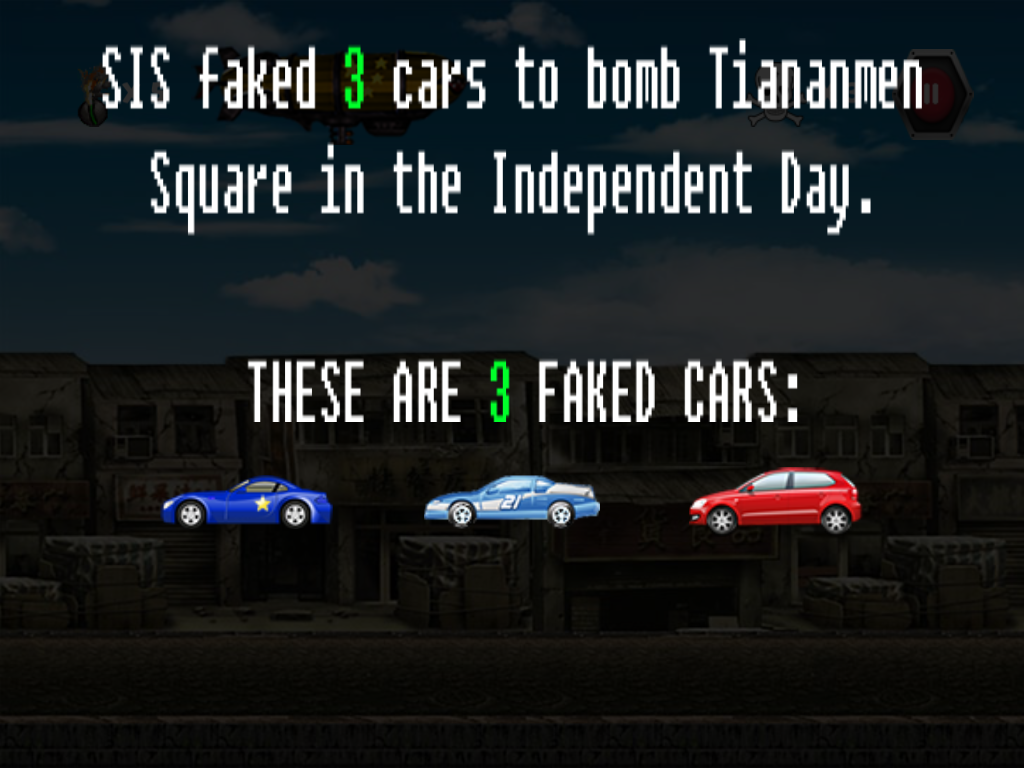 SIS faked 3 cars to bomb Tiananmen
Square in the Independent Day.
THESE ARE 3 FAKED CARS:
21